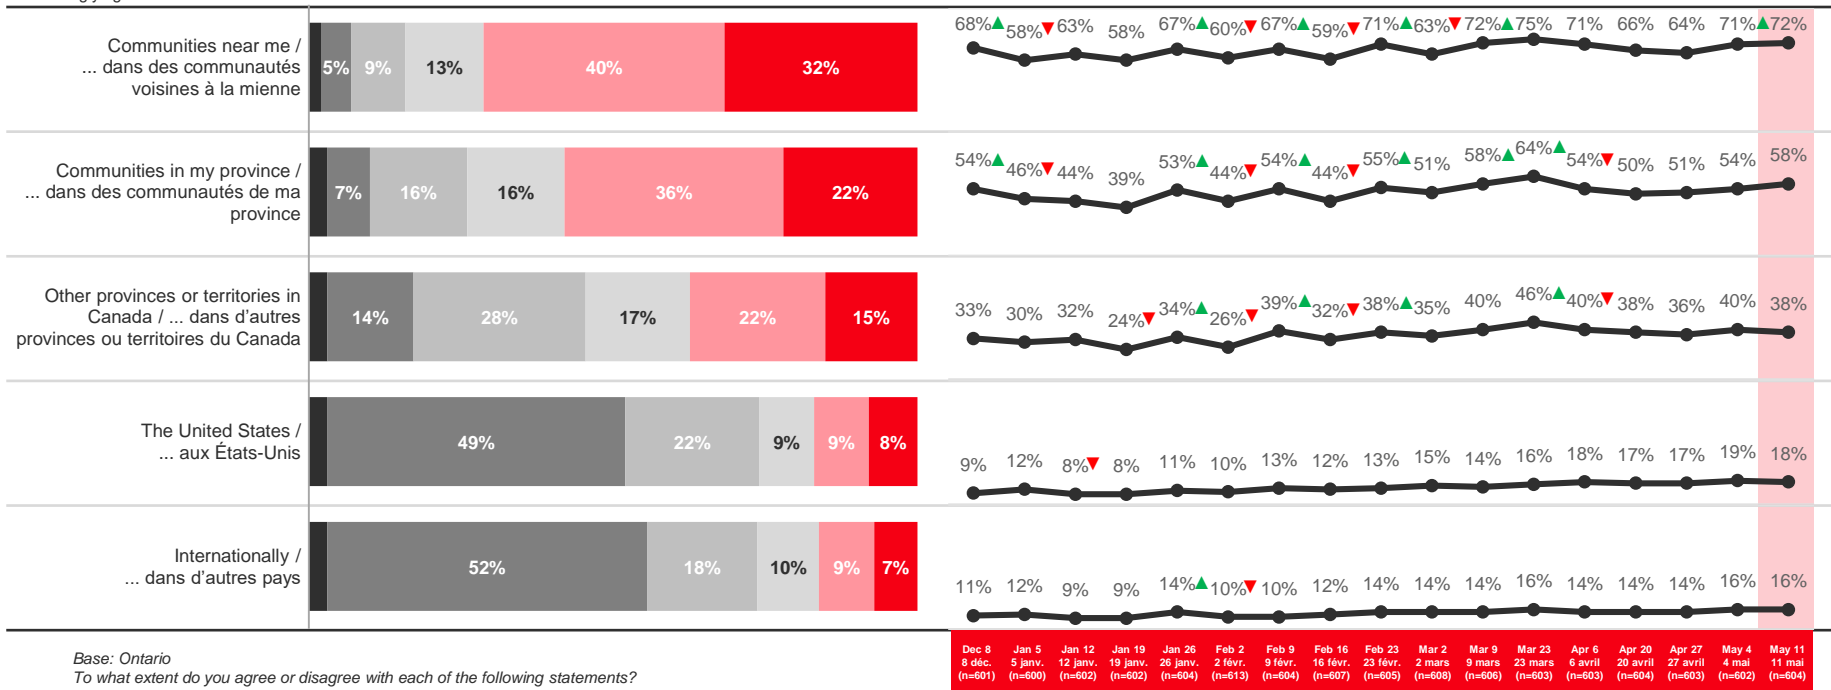 Communities near me /
... dans des communautés
voisines à la mienne
5% 9% 13% 40% 32%
68% 58% 63% 58% 67% 60% 67% 59% 71% 63% 72% 75% 71% 66% 64% 71% 72%
Communities in my province /
... dans des communautés de ma
province
7% 16% 16% 36% 22%
54% 46% 44% 39% 53% 44% 54% 44% 55% 51% 58% 64% 54% 50% 51% 54% 58%
Other provinces or territories in
Canada / ... dans d'autres
provinces ou territoires du Canada
14% 28% 17% 22% 15%
33% 30% 32% 24% 34% 26% 39% 32% 38% 35% 40% 46% 40% 38% 36% 40% 38%
The United States /
... aux États-Unis
49% 22% 9% 9% 8%
9% 12% 8% 8% 11% 10% 13% 12% 13% 15% 14% 16% 18% 17% 17% 19% 18%
Internationally /
... dans d'autres pays
52% 18% 10% 9% 7%
11% 12% 9% 9% 14% 10% 10% 12% 14% 14% 14% 16% 14% 14% 14% 16% 16%
Dec 8 Jan 5 Jan 12 Jan 19 Jan 26 Feb 2 Feb 9 Feb 16 Feb 23 Mar 2 Mar 9 Mar 23 Apr 6 Apr 20 Apr 27 May 4 May 11
8 déc. 5 janv. 12 janv. 19 janv. 26 janv. 2 févr. 9 févr. 16 févr. 23 févr. 2 mars 9 mars 23 mars 6 avril 20 avril 27 avril 4 mai 11 mai
(n=601) (n=600) (n=602) (n=602) (n=604) (n=613) (n=604) (n=607) (n=605) (n=608) (n=606) (n=603) (n=603) (n=604) (n=603) (n=602) (n=604)
Base: Ontario
To what extent do you agree or disagree with each of the following statements?